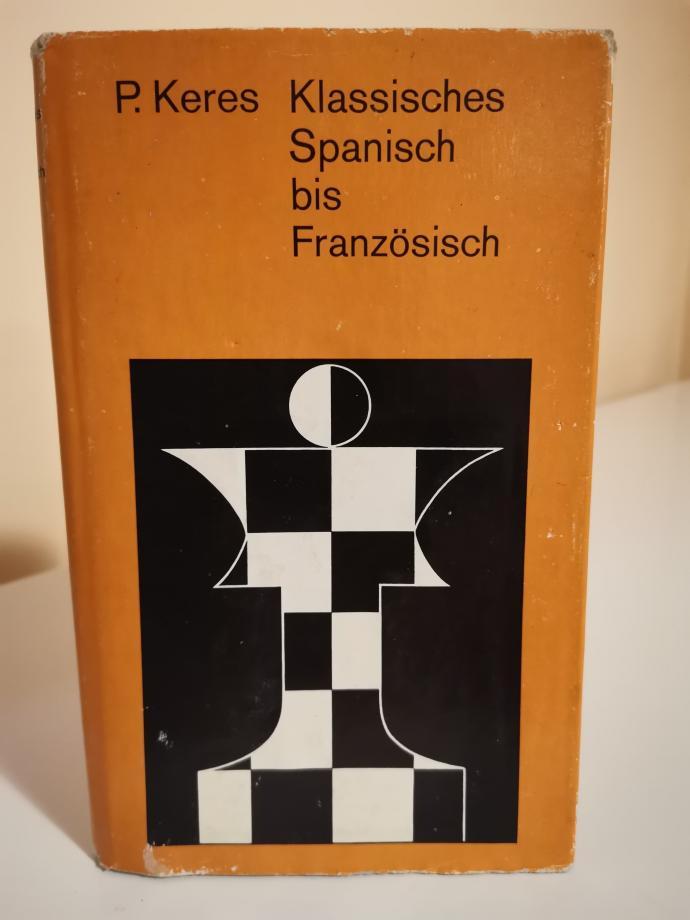 P. Keres Klassisches
Spanisch
bis
Französisch